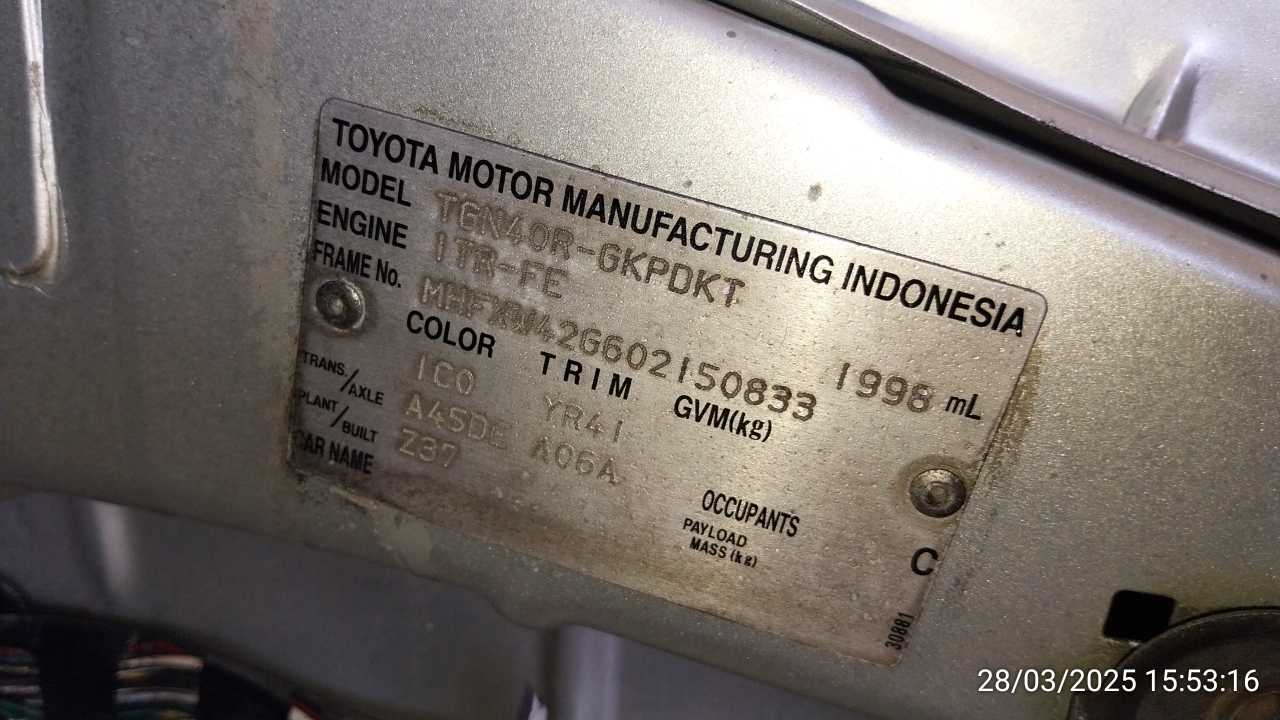 TOYOTA MOTOR MANUFACTURING INDONESIA
MODEL TGN40R-GKPDKT
ENGINE 1TR-FE 1998 mL
FRAME No. MHFXW42G602150833
COLOR TRIM GVM(kg)
1C0 YR41
TRANS./AXLE A45DE A06A
PLANT/BUILT Z37
CAR NAME
OCCUPANTS
PAYLOAD
MASS (kg)
C
30881
28/03/2025 15:53:16